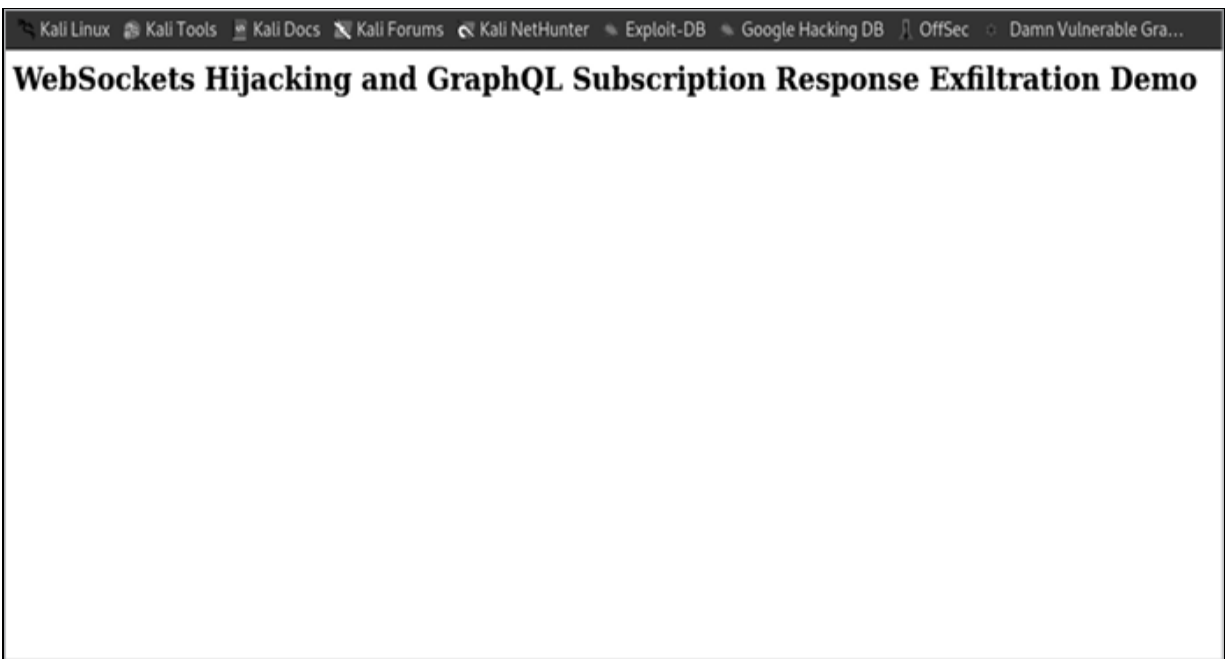 Kali Linux Kali Tools Kali Docs Kali Forums Kali NetHunter Exploit-DB Google Hacking DB OffSec Damn Vulnerable Gra...
WebSockets Hijacking and GraphQL Subscription Response Exfiltration Demo